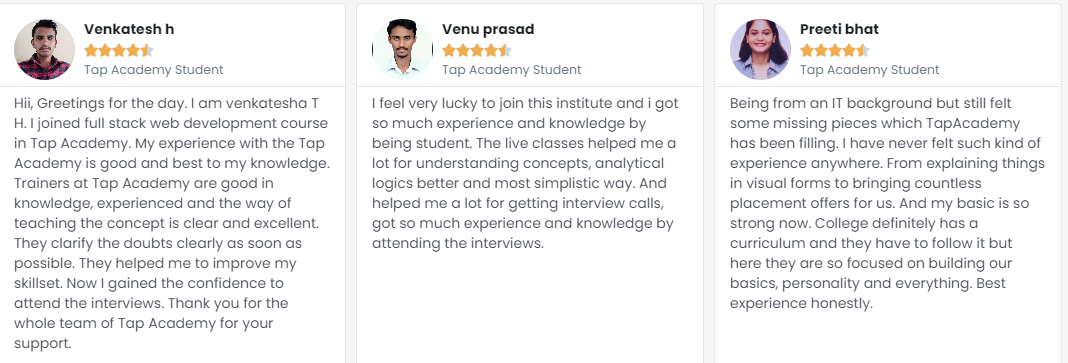 Venkatesh h
Tap Academy Student
Hii, Greetings for the day. I am venkatesha T
H. I joined full stack web development course
in Tap Academy. My experience with the Tap
Academy is good and best to my knowledge.
Trainers at Tap Academy are good in
knowledge, experienced and the way of
teaching the concept is clear and excellent.
They clarify the doubts clearly as soon as
possible. They helped me to improve my
skillset. Now I gained the confidence to
attend the interviews. Thank you for the
whole team of Tap Academy for your
support.
Venu prasad
Tap Academy Student
I feel very lucky to join this institute and i got
so much experience and knowledge by
being student. The live classes helped me a
lot for understanding concepts, analytical
logics better and most simplistic way. And
helped me a lot for getting interview calls,
got so much experience and knowledge by
attending the interviews.
Preeti bhat
Tap Academy Student
Being from an IT background but still felt
some missing pieces which TapAcademy
has been filling. I have never felt such kind of
experience anywhere. From explaining things
in visual forms to bringing countless
placement offers for us. And my basic is so
strong now. College definitely has a
curriculum and they have to follow it but
here they are so focused on building our
basics, personality and everything. Best
experience honestly.